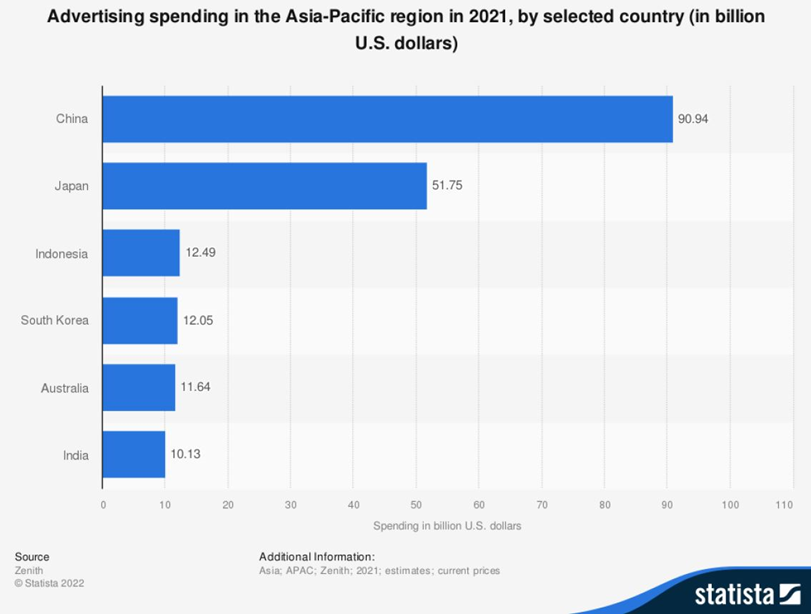 Advertising spending in the Asia-Pacific region in 2021, by selected country (in billion
U.S. dollars)
China 90.94
Japan 51.75
Indonesia 12.49
South Korea 12.05
Australia 11.64
India 10.13
0 10 20 30 40 50 60 70 80 90 100 110
Spending in billion U.S. dollars
Source
Zenith
© Statista 2022
Additional Information:
Asia; APAC; Zenith; 2021; estimates; current prices
statista